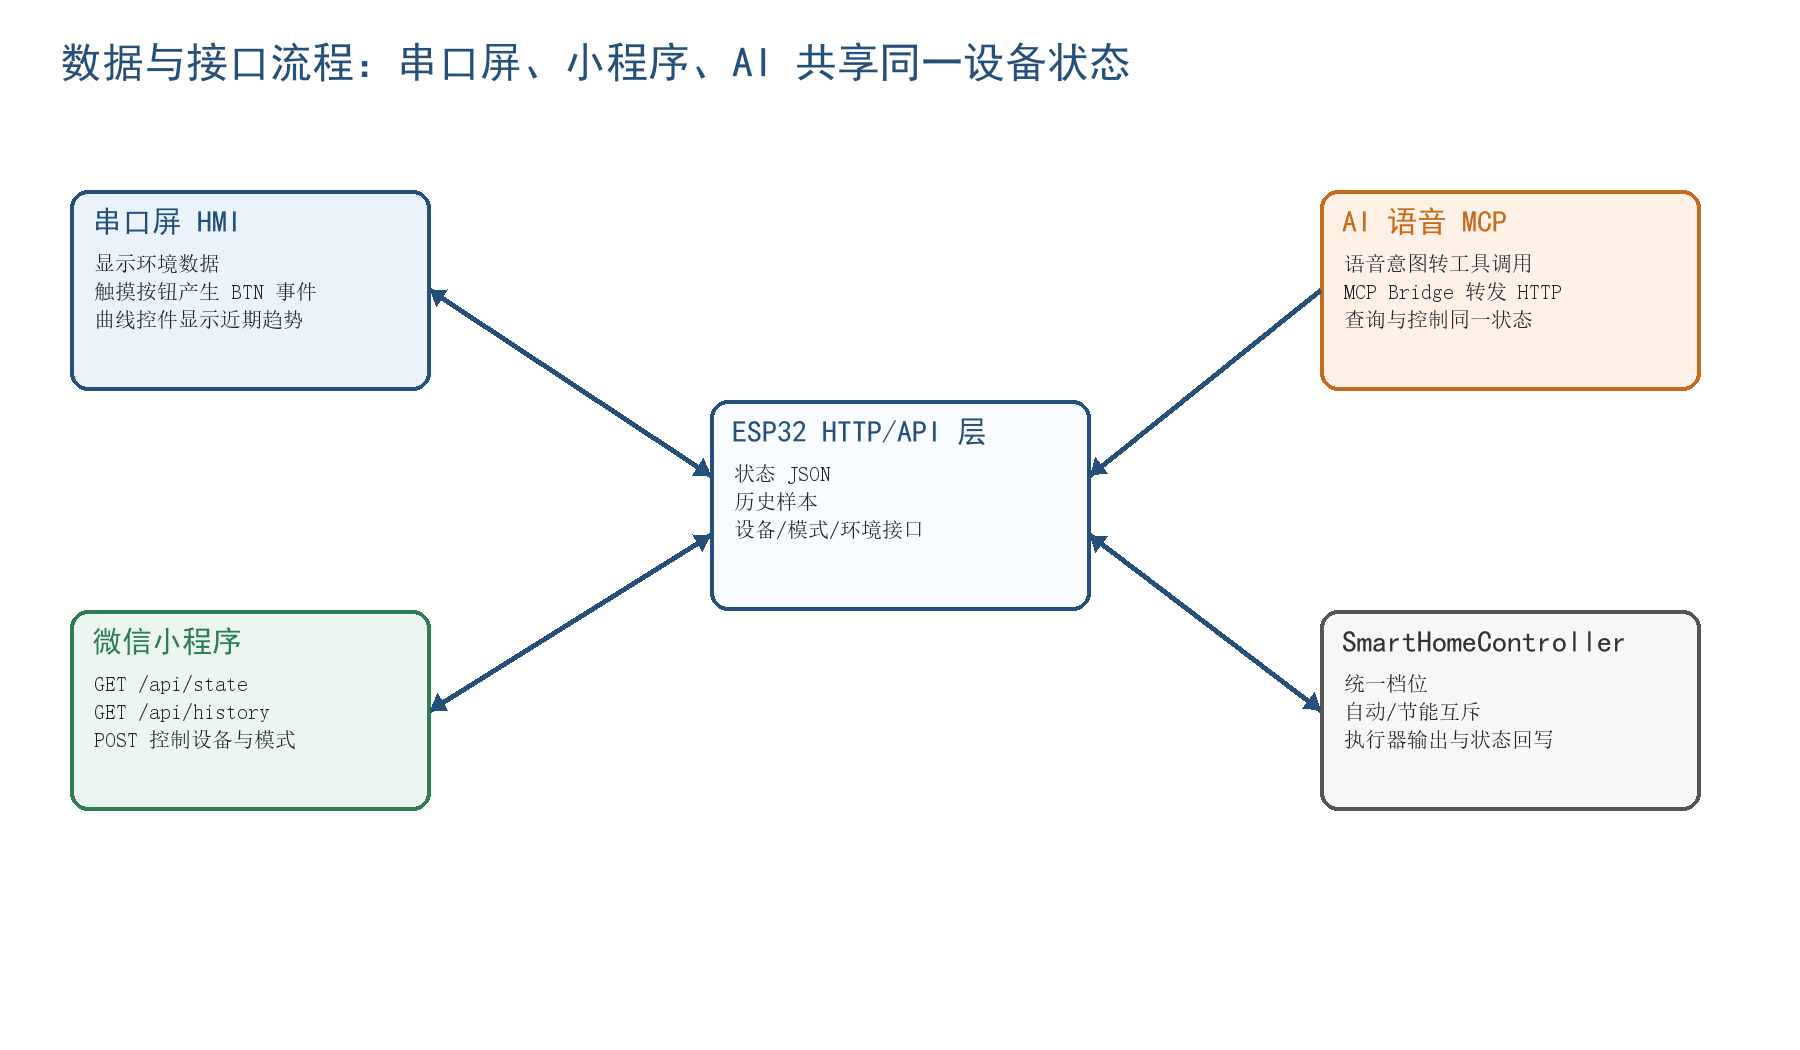 数据与接口流程：串口屏、小程序、AI 共享同一设备状态
串口屏 HMI
显示环境数据
触摸按钮产生 BTN 事件
曲线控件显示近期趋势
AI 语音 MCP
语音意图转工具调用
MCP Bridge 转发 HTTP
查询与控制同一状态
ESP32 HTTP/API 层
状态 JSON
历史样本
设备/模式/环境接口
微信小程序
GET /api/state
GET /api/history
POST 控制设备与模式
SmartHomeController
统一档位
自动/节能互斥
执行器输出与状态回写